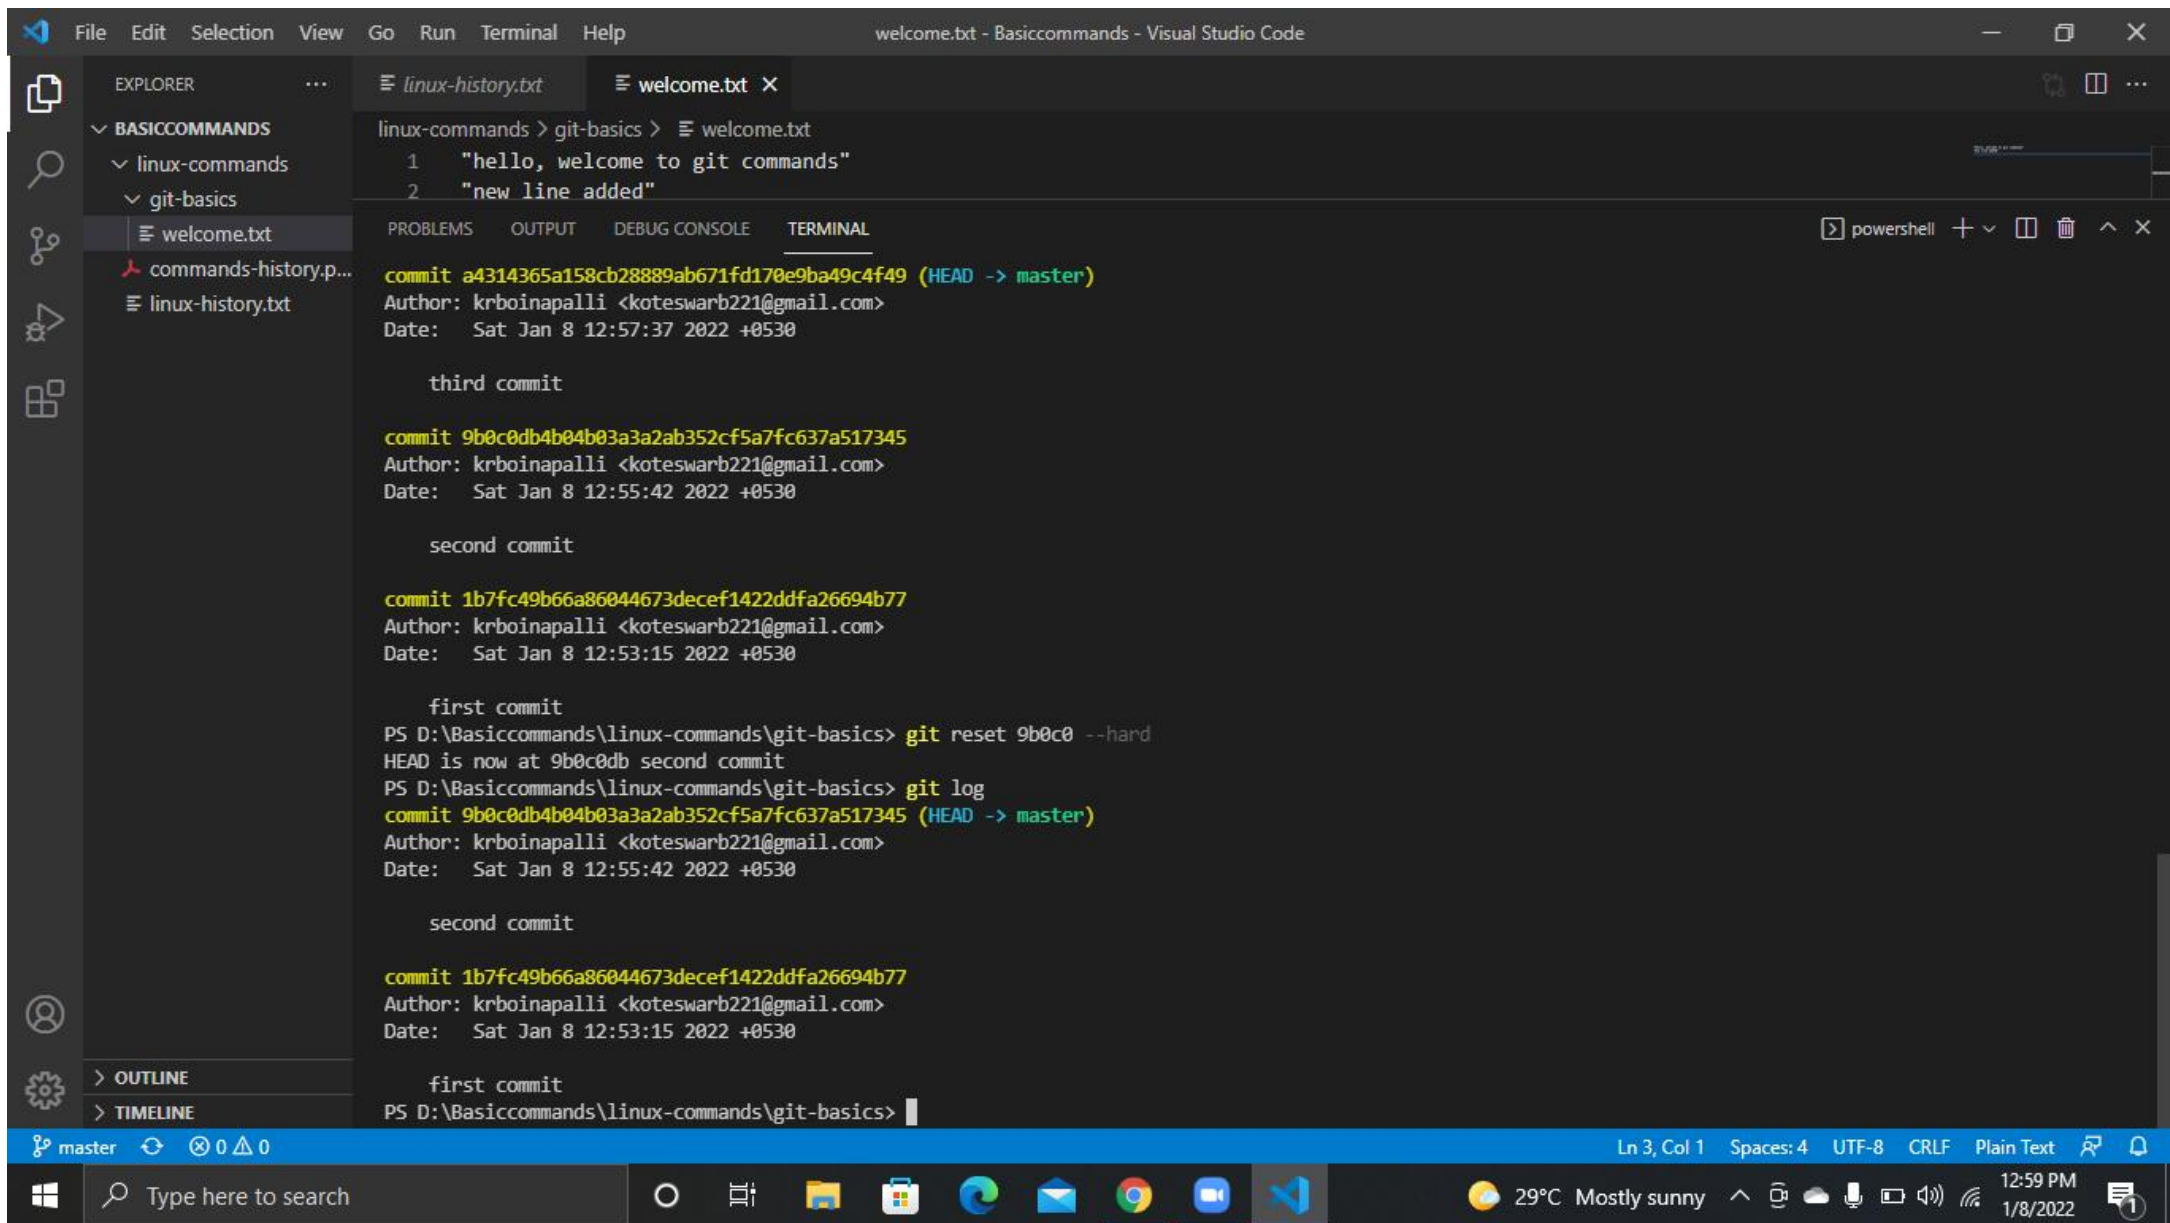 File Edit Selection View Go Run Terminal Help welcome.txt - Basiccommands - Visual Studio Code
EXPLORER
linux-history.txt welcome.txt
BASICCOMMANDS
linux-commands
git-basics
welcome.txt
commands-history.p...
linux-history.txt
linux-commands > git-basics > welcome.txt
1 "hello, welcome to git commands"
2 "new line added"
PROBLEMS OUTPUT DEBUG CONSOLE TERMINAL powershell
commit a4314365a158cb28889ab671fd170e9ba49c4f49 (HEAD -> master)
Author: krboinapalli <koteswarb221@gmail.com>
Date: Sat Jan 8 12:57:37 2022 +0530
third commit
commit 9b0c0db4b04b03a3a2ab352cf5a7fc637a517345
Author: krboinapalli <koteswarb221@gmail.com>
Date: Sat Jan 8 12:55:42 2022 +0530
second commit
commit 1b7fc49b66a86044673decef1422ddfa26694b77
Author: krboinapalli <koteswarb221@gmail.com>
Date: Sat Jan 8 12:53:15 2022 +0530
first commit
PS D:\Basiccommands\linux-commands\git-basics> git reset 9b0c0 --hard
HEAD is now at 9b0c0db second commit
PS D:\Basiccommands\linux-commands\git-basics> git log
commit 9b0c0db4b04b03a3a2ab352cf5a7fc637a517345 (HEAD -> master)
Author: krboinapalli <koteswarb221@gmail.com>
Date: Sat Jan 8 12:55:42 2022 +0530
second commit
commit 1b7fc49b66a86044673decef1422ddfa26694b77
Author: krboinapalli <koteswarb221@gmail.com>
Date: Sat Jan 8 12:53:15 2022 +0530
first commit
PS D:\Basiccommands\linux-commands\git-basics>
OUTLINE
TIMELINE
master 0 0 Ln 3, Col 1 Spaces: 4 UTF-8 CRLF Plain Text
Type here to search 29°C Mostly sunny 12:59 PM
1/8/2022
1